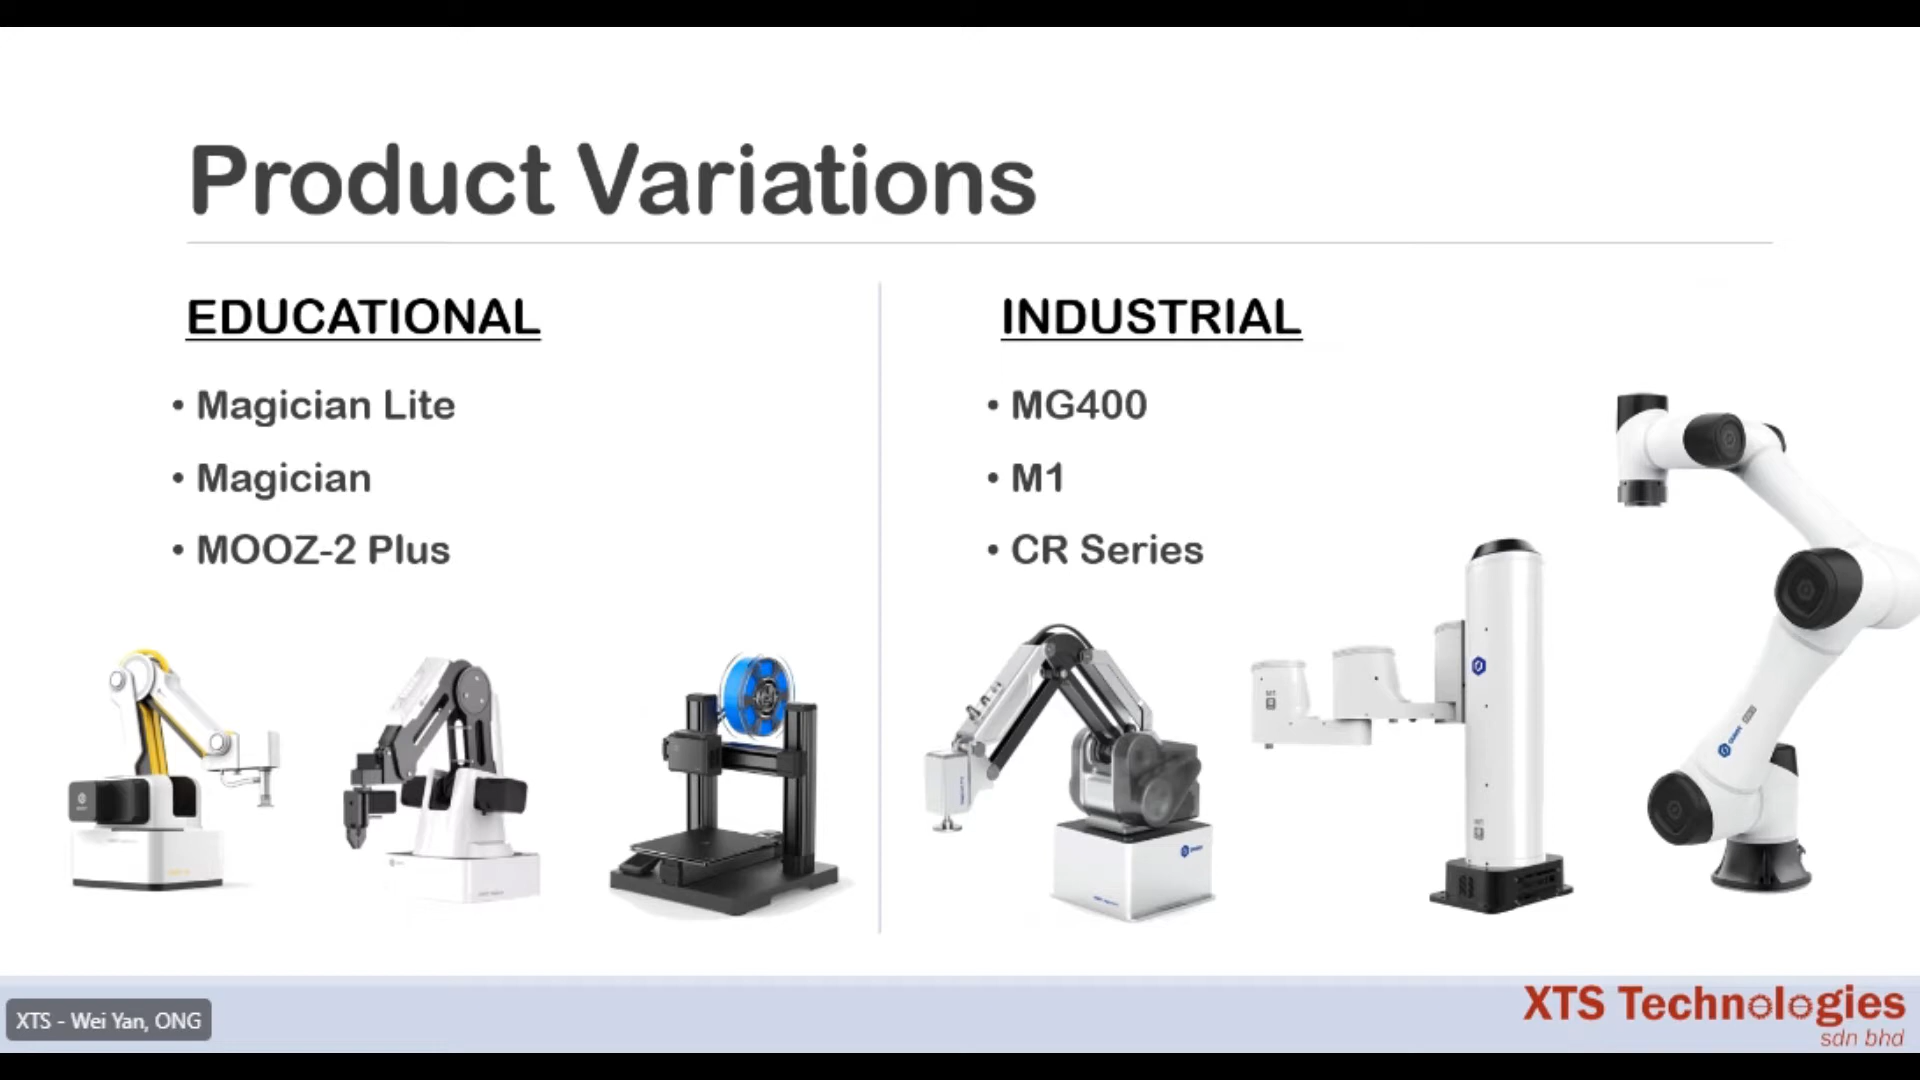 Product Variations
EDUCATIONAL
• Magician Lite
• Magician
• MOOZ-2 Plus
INDUSTRIAL
• MG400
• M1
• CR Series
M1
XTS - Wei Yan, ONG
XTS Technologies
sdn bhd